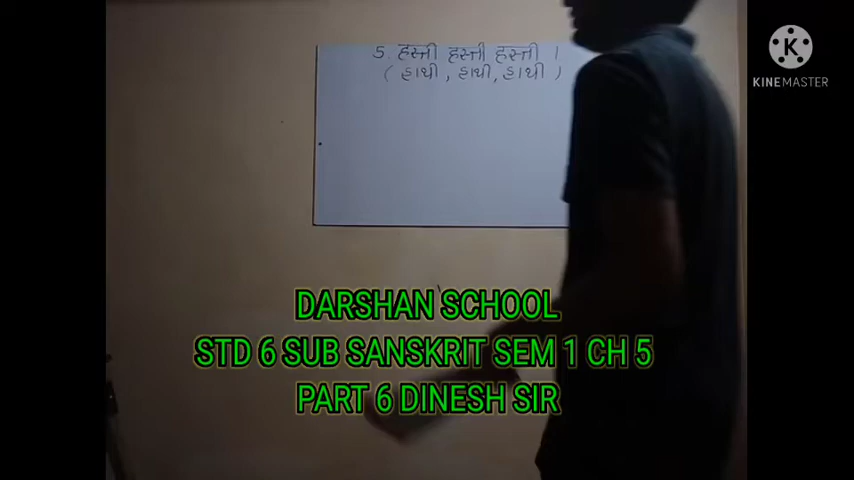 5. हस्ती हस्ती हस्ती ।
( હાથી , હાથી, હાથી )
KINEMASTER
DARSHAN SCHOOL
STD 6 SUB SANSKRIT SEM 1 CH 5
PART 6 DINESH SIR